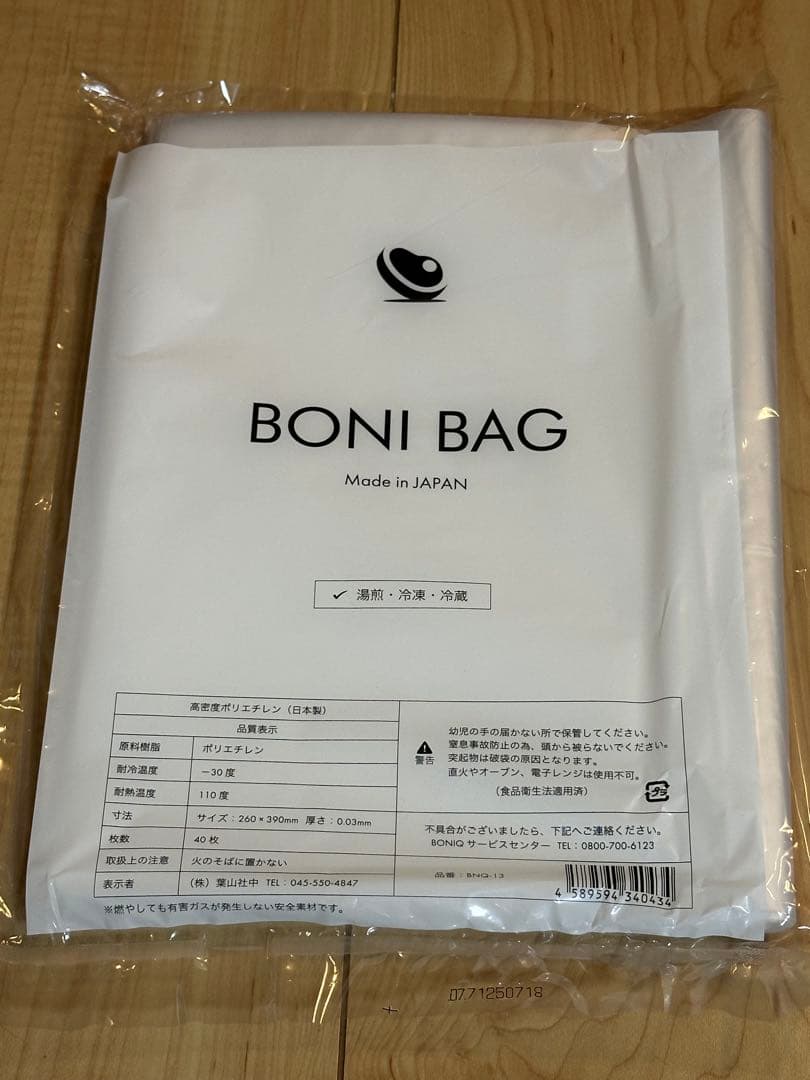 BONI BAG
Made in JAPAN
✓ 湯煎・冷凍・冷蔵
高密度ポリエチレン（日本製）
品質表示
原料樹脂 ポリエチレン
耐冷温度 −30度
耐熱温度 110度
寸法 サイズ：260×390mm 厚さ：0.03mm
枚数 40枚
取扱上の注意 火のそばに置かない
表示者 （株）葉山社中 TEL：045-550-4847
※燃やしても有害ガスが発生しない安全素材です。
警告
幼児の手の届かない所で保管してください。
窒息事故防止の為、頭から被らないでください。
突起物は破袋の原因となります。
直火やオーブン、電子レンジは使用不可。
（食品衛生法適用済）
プラ
不具合がございましたら、下記へご連絡ください。
BONIQ サービスセンター TEL：0800-700-6123
品番：BNQ-13
4 589594 340434
07.71250718